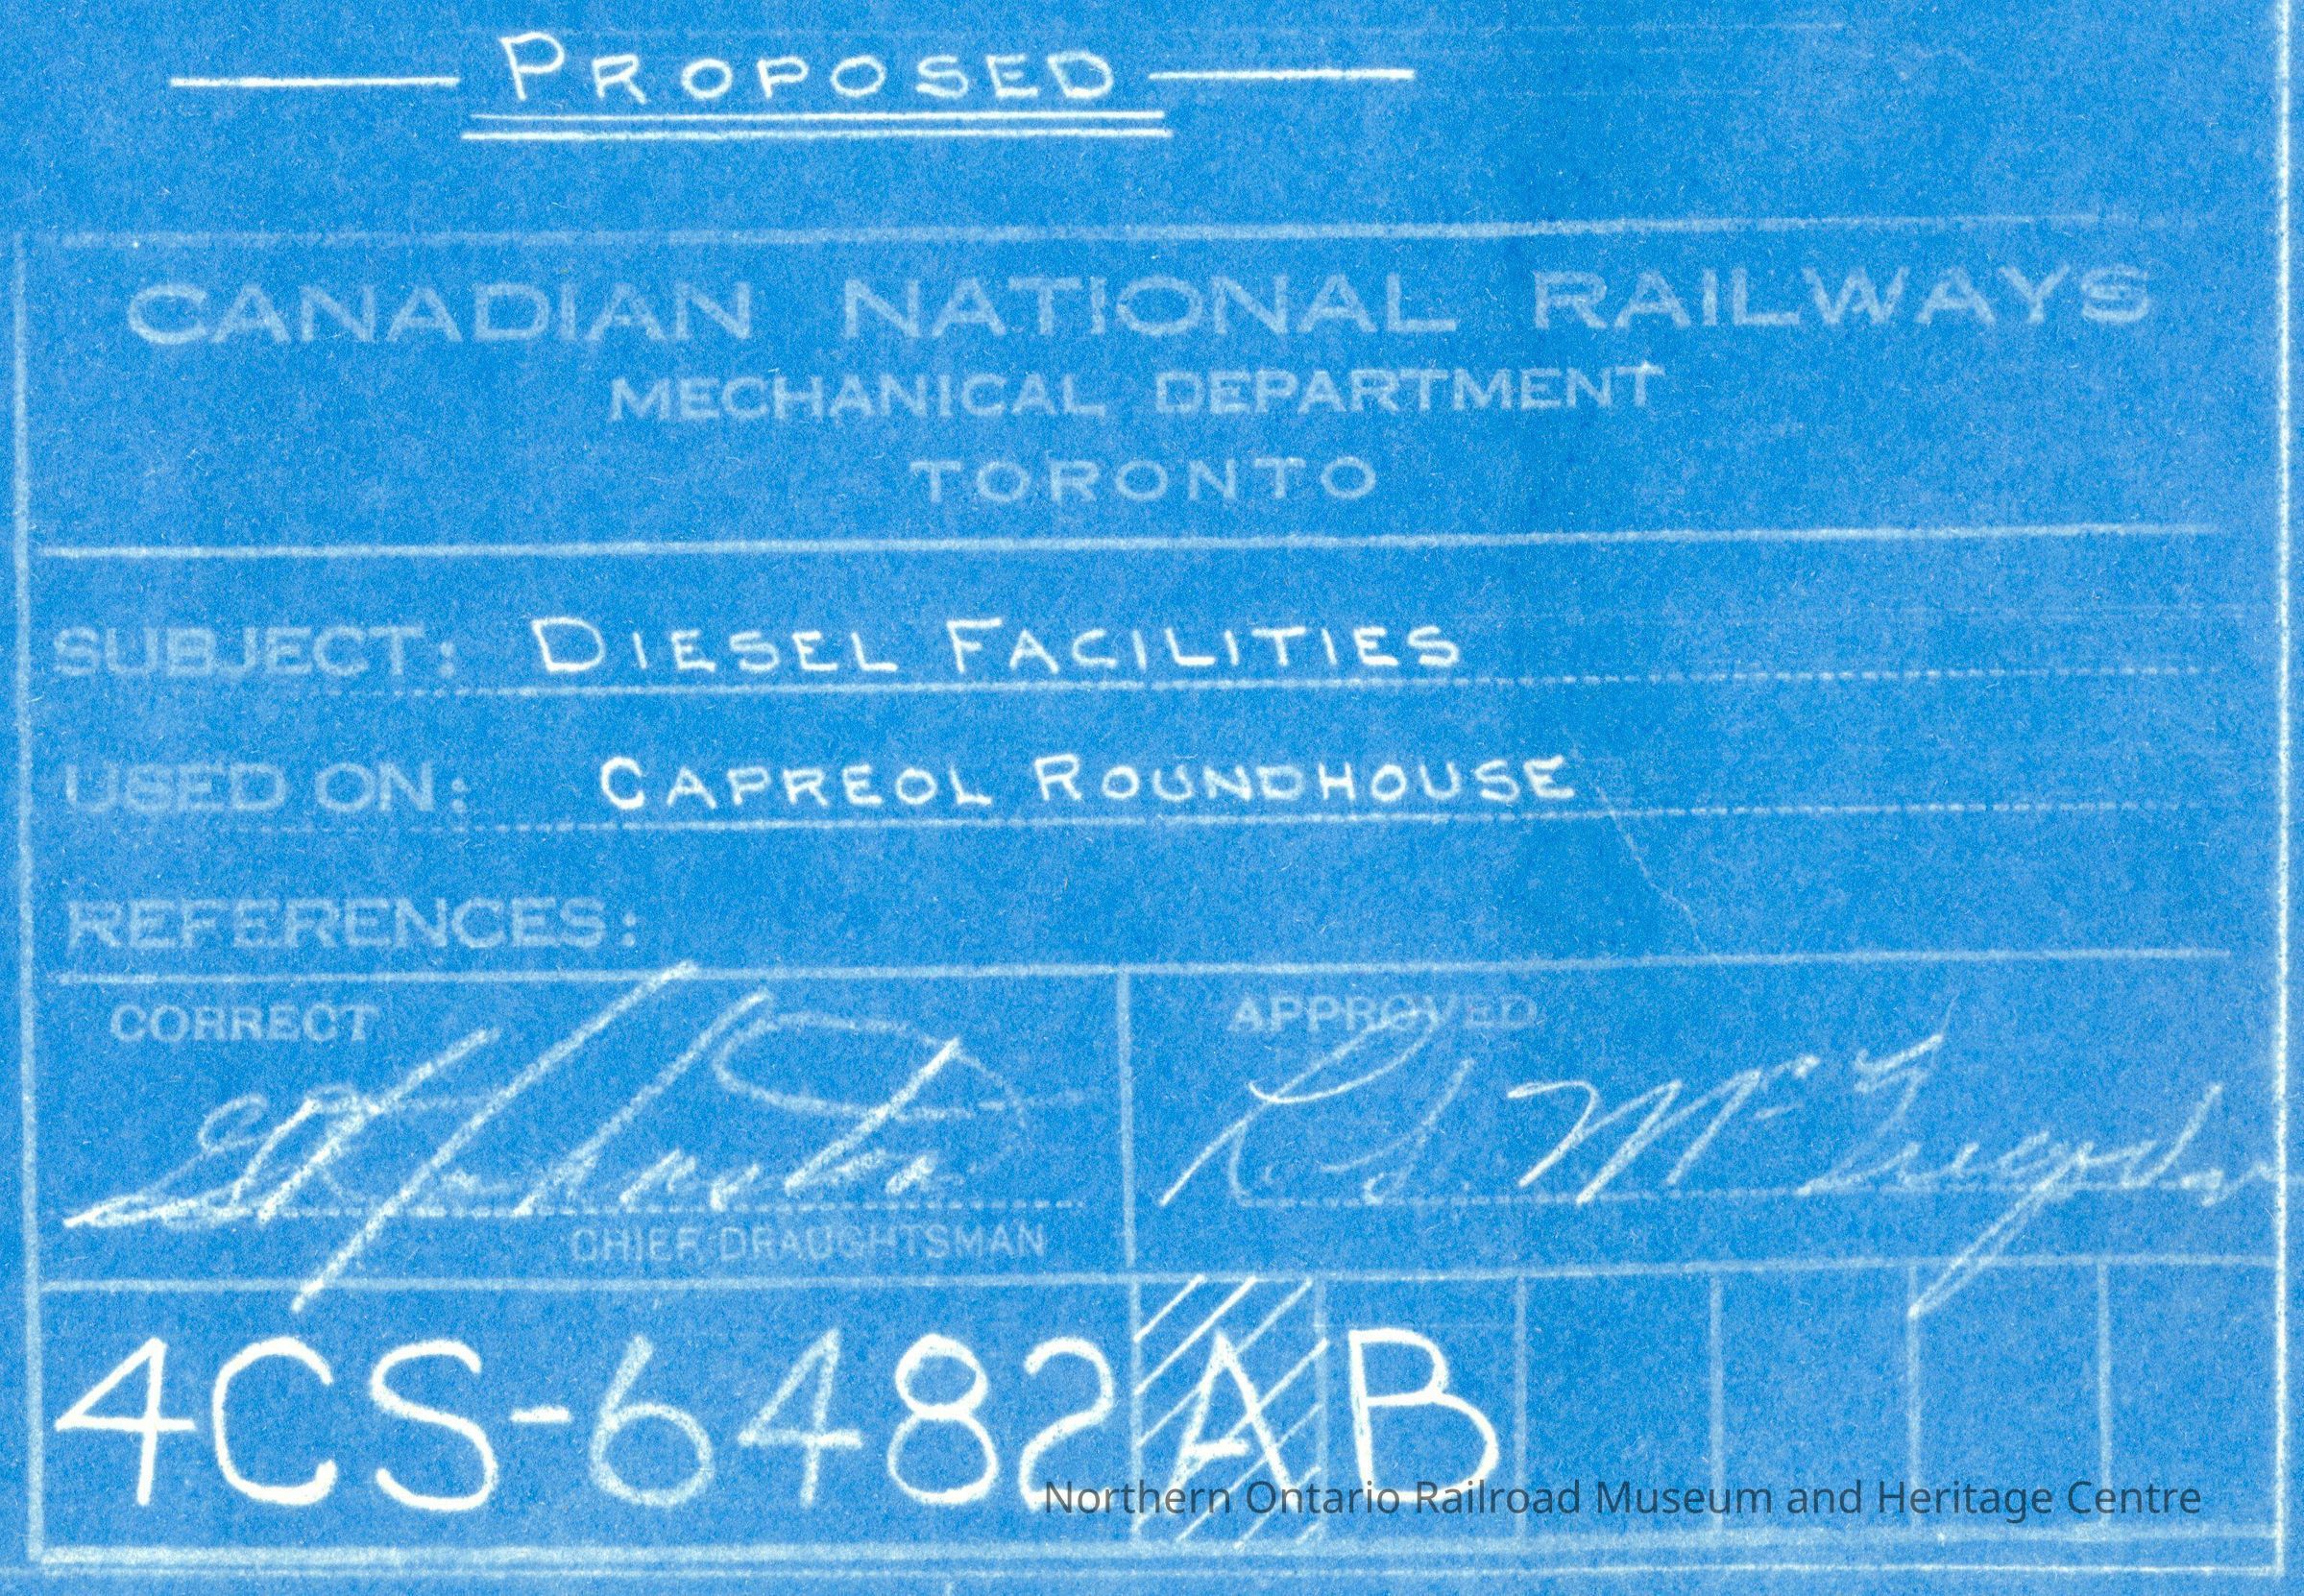 PROPOSED
CANADIAN NATIONAL RAILWAYS
MECHANICAL DEPARTMENT
TORONTO
SUBJECT: DIESEL FACILITIES
USED ON: CAPREOL ROUNDHOUSE
REFERENCES:
CORRECT
APPROVED
CHIEF DRAUGHTSMAN
4CS-6482AB
Northern Ontario Railroad Museum and Heritage Centre